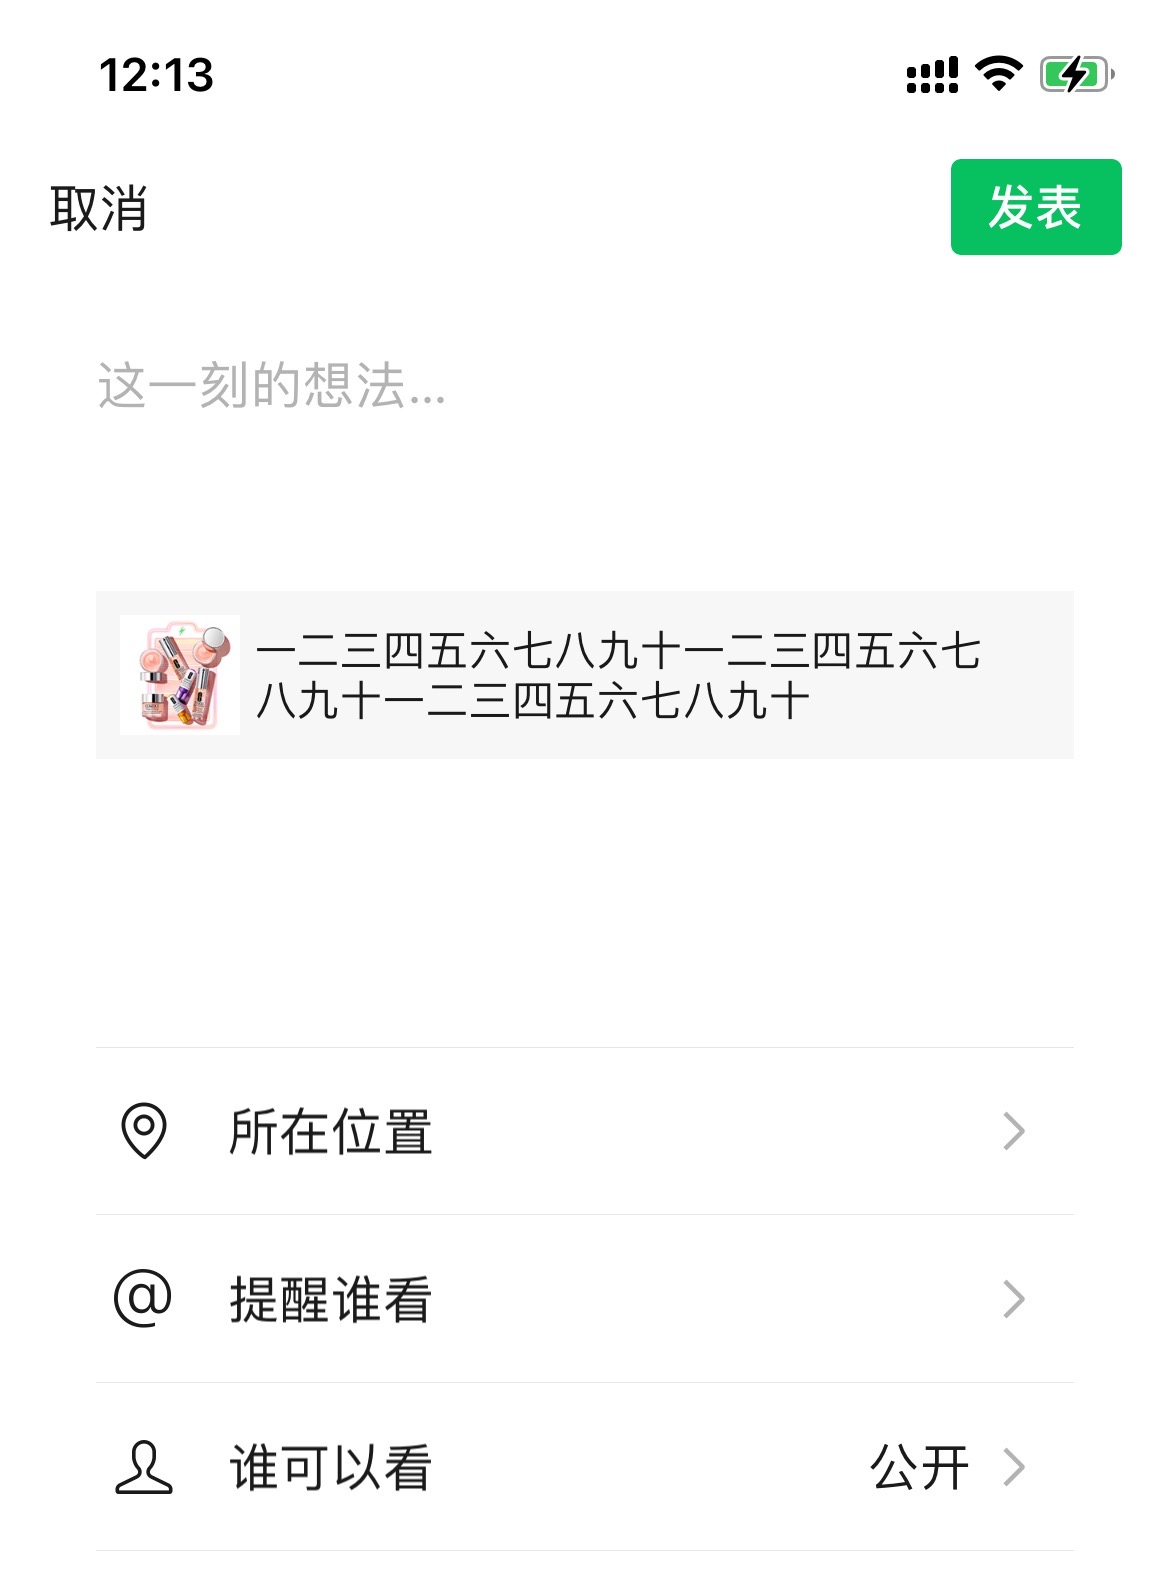 12:13
取消
发表
这一刻的想法...
一二三四五六七八九十一二三四五六七
八九十一二三四五六七八九十
所在位置
@ 提醒谁看
谁可以看 公开